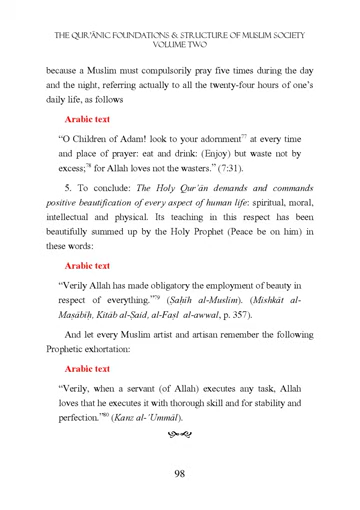 THE QUR'ĀNIC FOUNDATIONS & STRUCTURE OF MUSLIM SOCIETY
VOLUME TWO
because a Muslim must compulsorily pray five times during the day
and the night, referring actually to all the twenty-four hours of one's
daily life, as follows
Arabic text
“O Children of Adam! look to your adornment77 at every time
and place of prayer: eat and drink: (Enjoy) but waste not by
excess;78 for Allah loves not the wasters.” (7:31).
5. To conclude: The Holy Qur'ān demands and commands
positive beautification of every aspect of human life: spiritual, moral,
intellectual and physical. Its teaching in this respect has been
beautifully summed up by the Holy Prophet (Peace be on him) in
these words:
Arabic text
“Verily Allah has made obligatory the employment of beauty in
respect of everything.”79 (Ṣaḥīh al-Muslim). (Mishkāt al-
Maṣābīḥ, Kitāb al-Ṣaid, al-Faṣl al-awwal, p. 357).
And let every Muslim artist and artisan remember the following
Prophetic exhortation:
Arabic text
“Verily, when a servant (of Allah) executes any task, Allah
loves that he executes it with thorough skill and for stability and
perfection.”80 (Kanz al-'Ummāl).
98